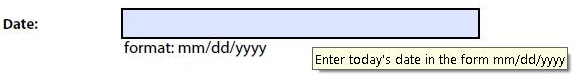 Date:
format: mm/dd/yyyy
Enter today's date in the form mm/dd/yyyy